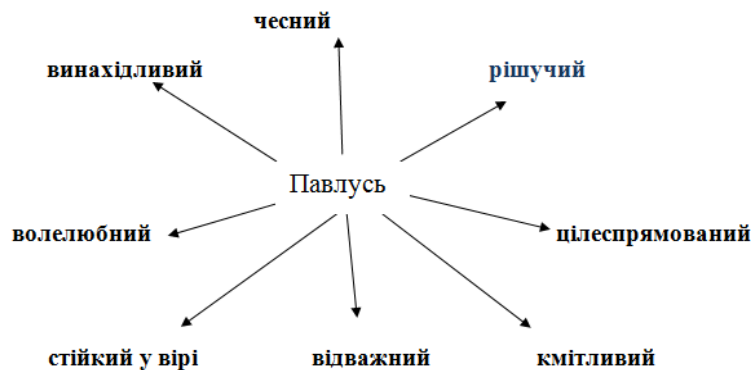 чесний
винахідливий
рішучий
Павлусь
волелюбний
цілеспрямований
стійкий у вірі
відважний
кмітливий